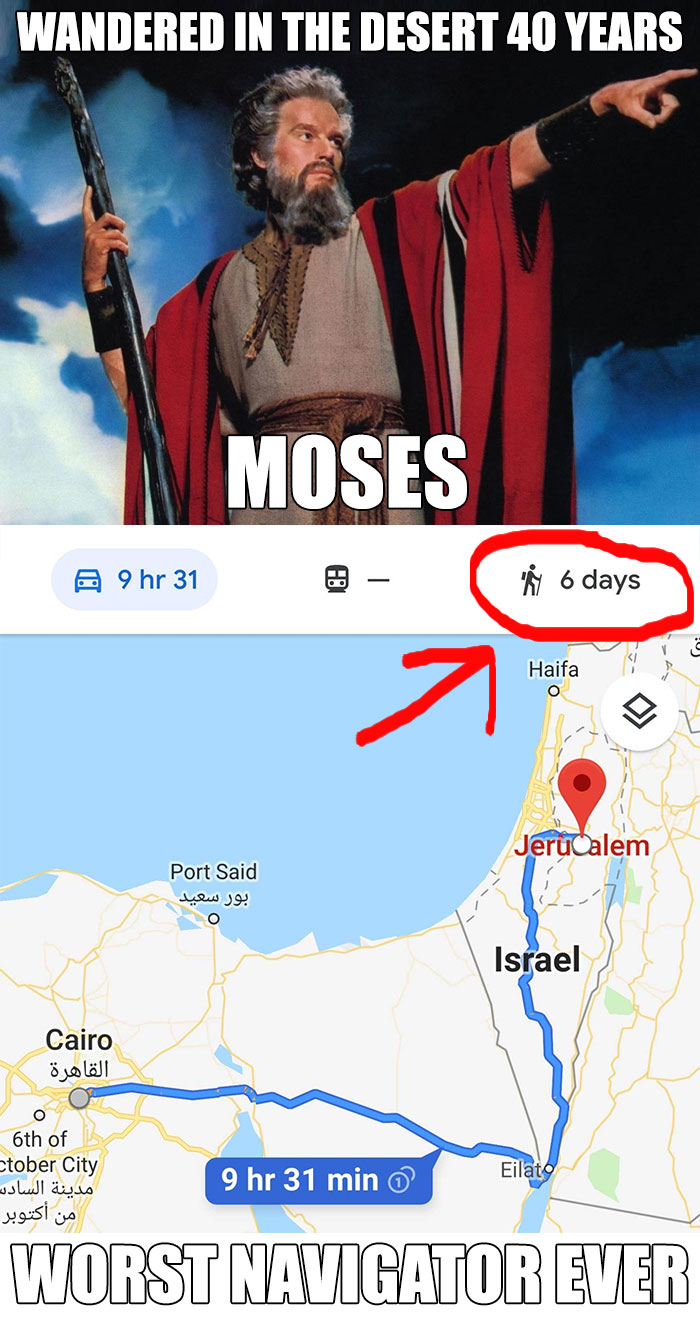 WANDERED IN THE DESERT 40 YEARS
MOSES
9 hr 31
—
6 days
Haifa
Jerusalem
Port Said
بور سعيد
Israel
Cairo
القاهرة
6th of
ctober City
مدينة السادس
من أكتوبر
9 hr 31 min
1
Eilat
WORST NAVIGATOR EVER